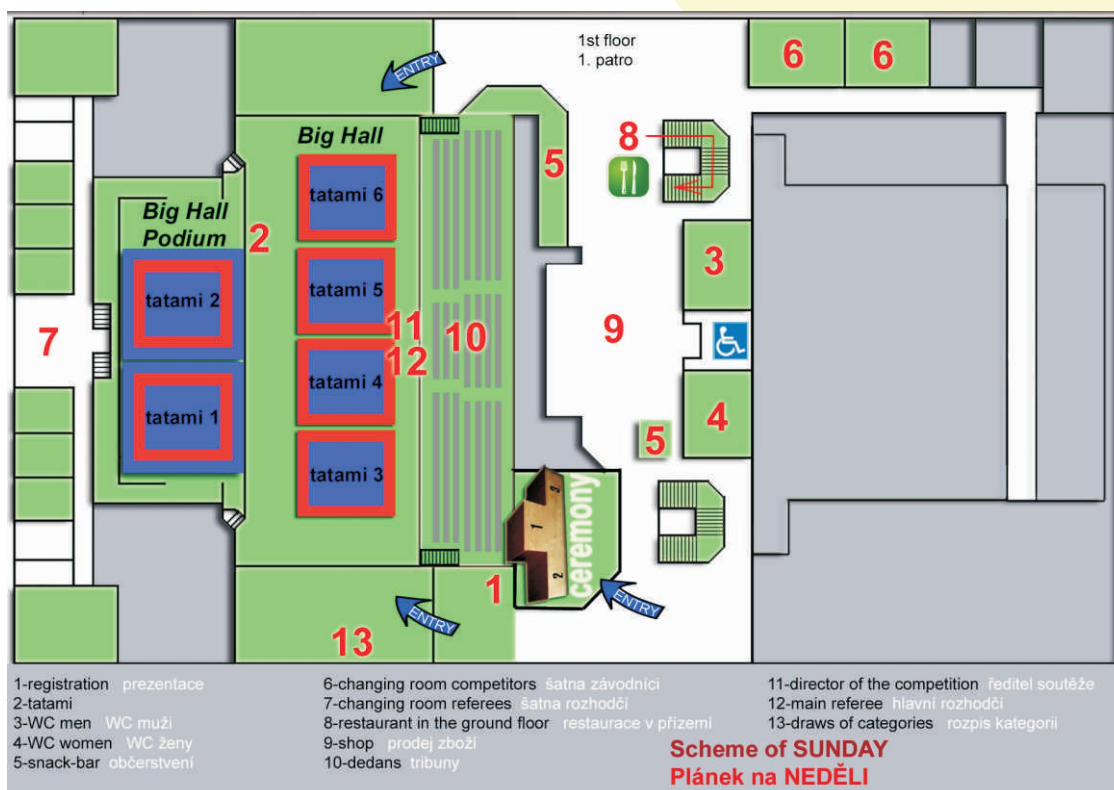 1st floor
1. patro
6
6
ENTRY
Big Hall
8
5
tatami 6
Big Hall
Podium
2
3
tatami 5
tatami 2
11
10
9
7
12
tatami 4
tatami 1
4
5
tatami 3
3
1
2
ceremony
1
ENTRY
ENTRY
13
1-registration prezentace
2-tatami
3-WC men WC muži
4-WC women WC ženy
5-snack-bar občerstvení
6-changing room competitors šatna závodníci
7-changing room referees šatna rozhodčí
8-restaurant in the ground floor restaurace v přízemí
9-shop prodej zboží
10-dedans tribuny
11-director of the competition ředitel soutěže
12-main referee hlavní rozhodčí
13-draws of categories rozpis kategorii
Scheme of SUNDAY
Plánek na NEDĚLI